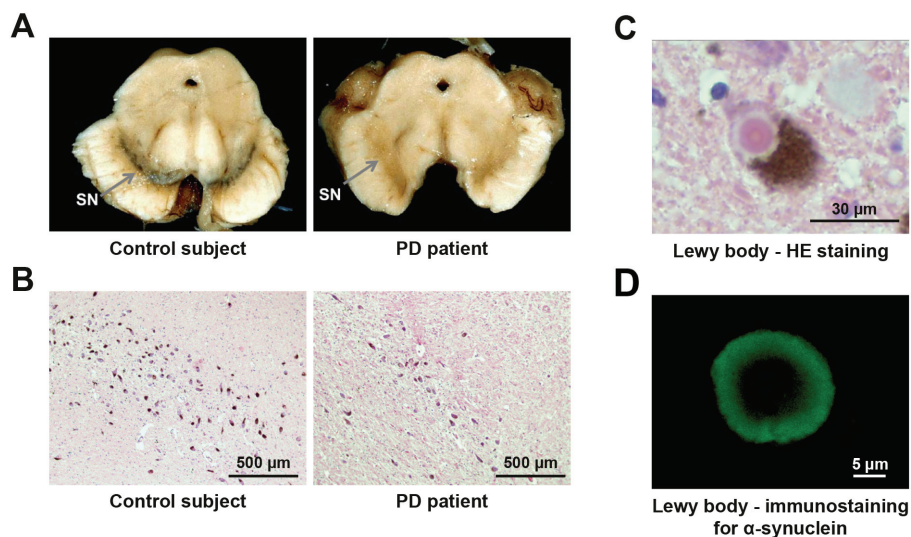 A
SN
SN
Control subject
PD patient
B
500 µm
500 µm
Control subject
PD patient
C
30 µm
Lewy body - HE staining
D
5 µm
Lewy body - immunostaining
for α-synuclein